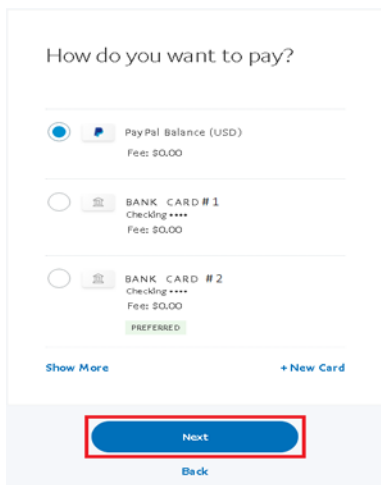 How do you want to pay?
PayPal Balance (USD)
Fee: $0.00
BANK CARD #1
Checking ••••
Fee: $0.00
BANK CARD #2
Checking ••••
Fee: $0.00
PREFERRED
Show More
+ New Card
Next
Back